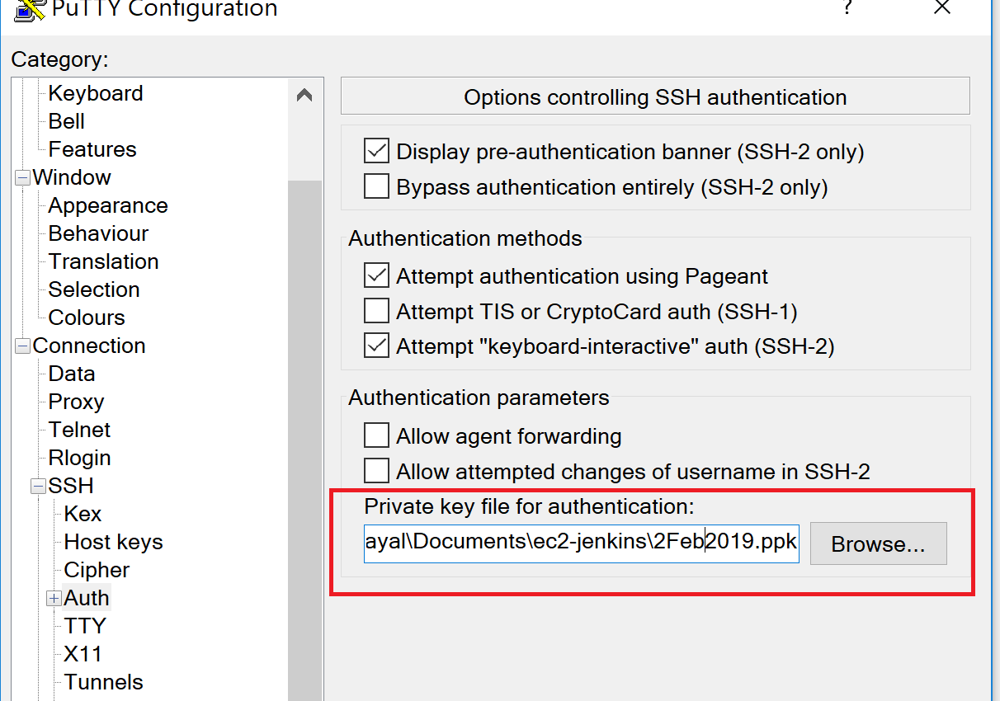 PuTTY Configuration
?
Category:
Keyboard
Bell
Features
Window
Appearance
Behaviour
Translation
Selection
Colours
Connection
Data
Proxy
Telnet
Rlogin
SSH
Kex
Host keys
Cipher
Auth
TTY
X11
Tunnels
Options controlling SSH authentication
Display pre-authentication banner (SSH-2 only)
Bypass authentication entirely (SSH-2 only)
Authentication methods
Attempt authentication using Pageant
Attempt TIS or CryptoCard auth (SSH-1)
Attempt "keyboard-interactive" auth (SSH-2)
Authentication parameters
Allow agent forwarding
Allow attempted changes of username in SSH-2
Private key file for authentication:
ayal\Documents\ec2-jenkins\2Feb2019.ppk
Browse...